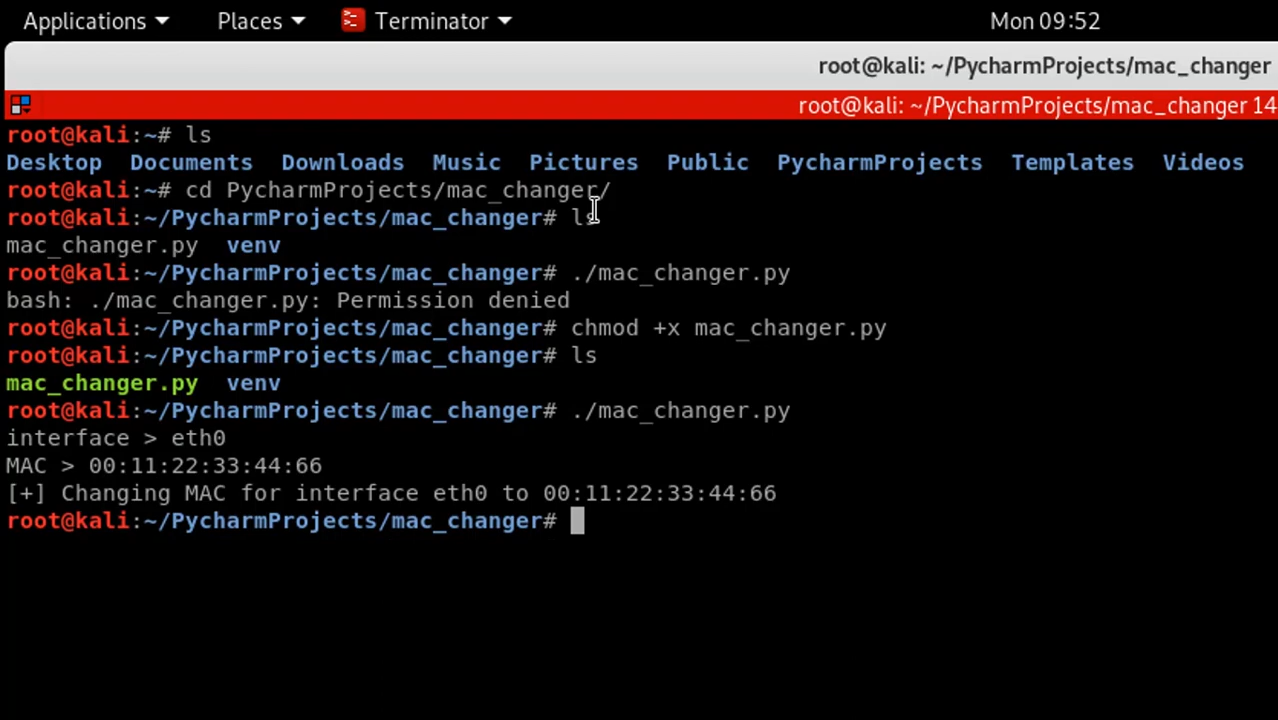 Applications Places Terminator Mon 09:52
root@kali: ~/PycharmProjects/mac_changer
root@kali: ~/PycharmProjects/mac_changer 14
root@kali:~# ls
Desktop Documents Downloads Music Pictures Public PycharmProjects Templates Videos
root@kali:~# cd PycharmProjects/mac_changer/
root@kali:~/PycharmProjects/mac_changer# ls
mac_changer.py venv
root@kali:~/PycharmProjects/mac_changer# ./mac_changer.py
bash: ./mac_changer.py: Permission denied
root@kali:~/PycharmProjects/mac_changer# chmod +x mac_changer.py
root@kali:~/PycharmProjects/mac_changer# ls
mac_changer.py venv
root@kali:~/PycharmProjects/mac_changer# ./mac_changer.py
interface > eth0
MAC > 00:11:22:33:44:66
[+] Changing MAC for interface eth0 to 00:11:22:33:44:66
root@kali:~/PycharmProjects/mac_changer#